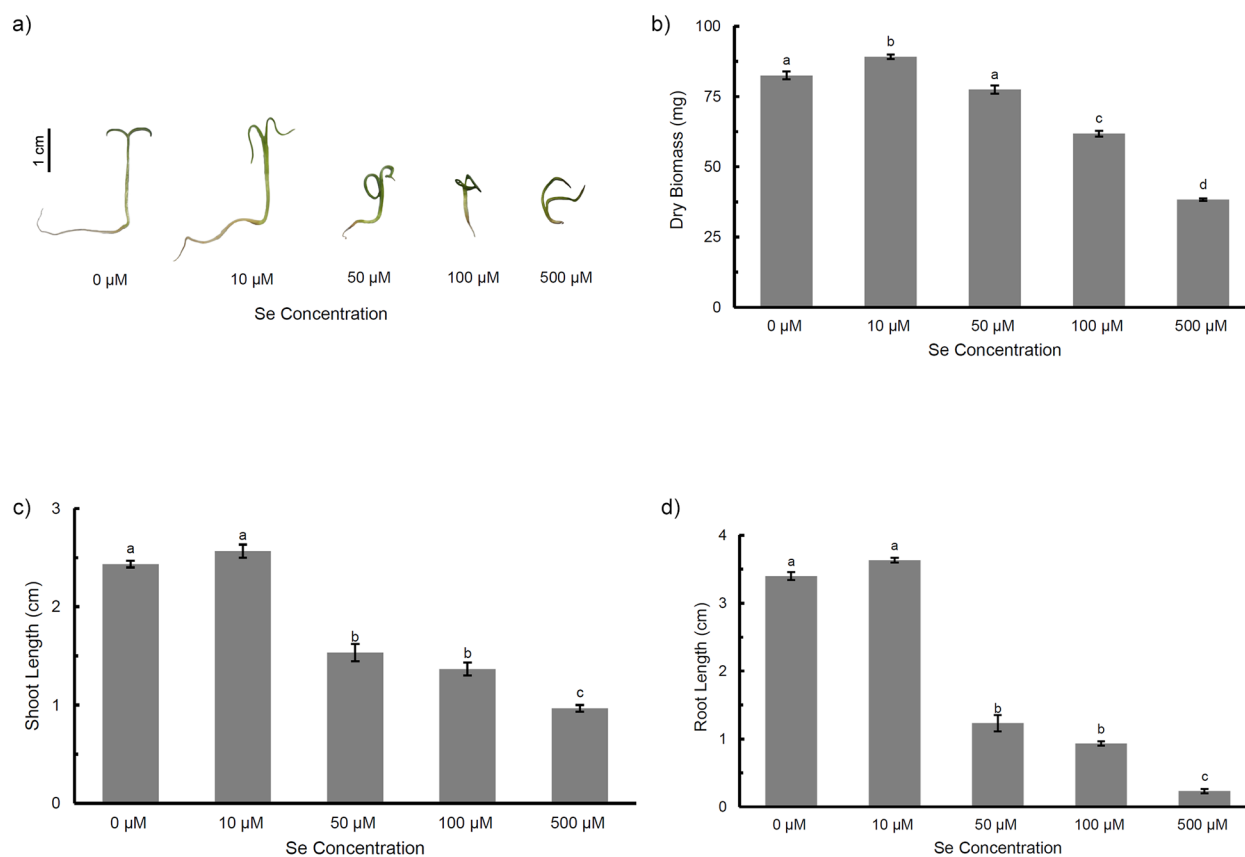 a)
1 cm
0 µM 10 µM 50 µM 100 µM 500 µM
Se Concentration
b)
Dry Biomass (mg)
100
75
50
25
0
a b a c d
0 µM 10 µM 50 µM 100 µM 500 µM
Se Concentration
c)
Shoot Length (cm)
3
2
1
0
a a b b c
0 µM 10 µM 50 µM 100 µM 500 µM
Se Concentration
d)
Root Length (cm)
4
3
2
1
0
a a b b c
0 µM 10 µM 50 µM 100 µM 500 µM
Se Concentration